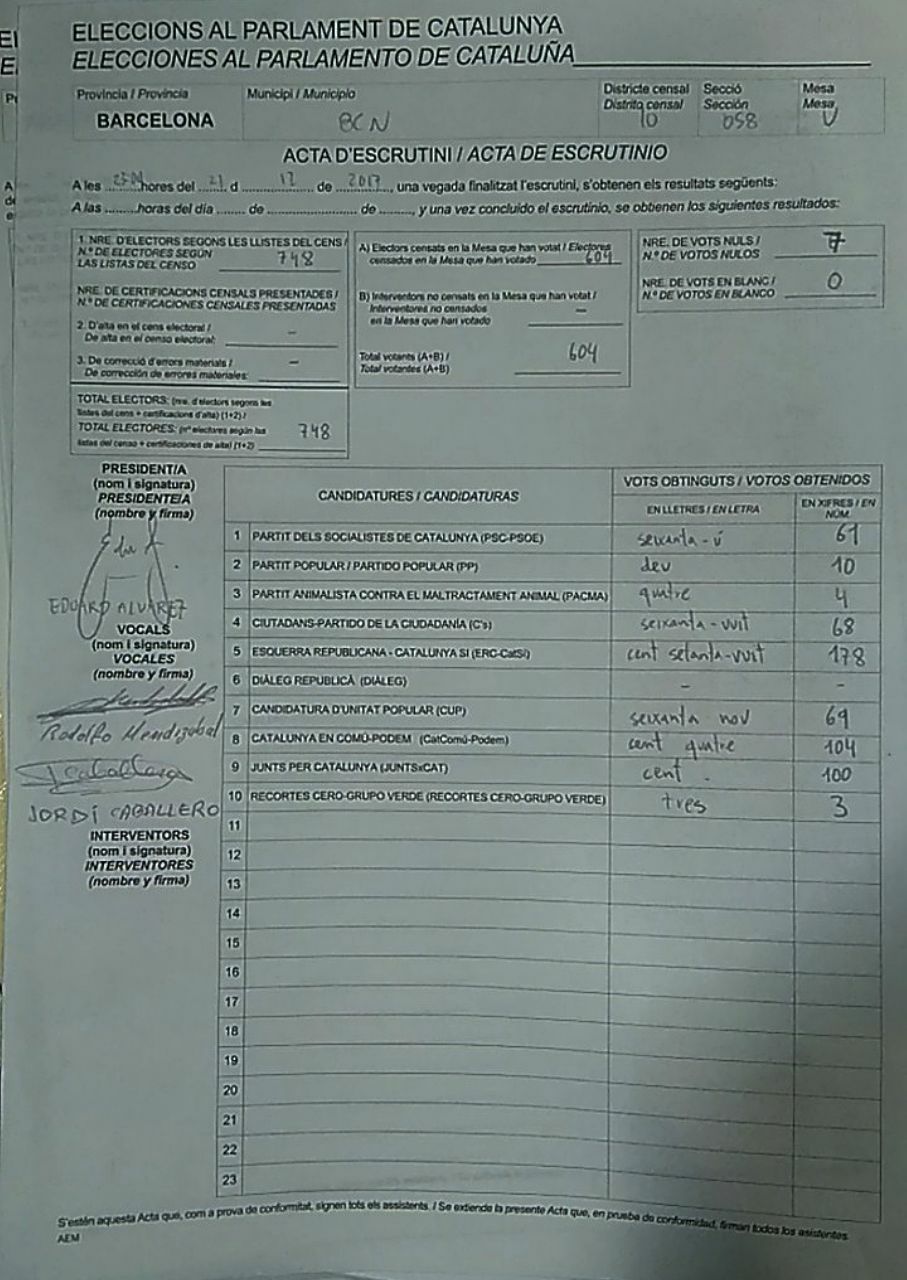 ELECCIONS AL PARLAMENT DE CATALUNYA
ELECCIONES AL PARLAMENTO DE CATALUÑA
Província / Provincia
BARCELONA
Municipi / Municipio
BCN
Districte censal
Distrito censal
10
Secció
Sección
058
Mesa
Mesa
U
ACTA D'ESCRUTINI / ACTA DE ESCRUTINIO
A les ........hores del 21 d 12 de 2017, una vegada finalitzat l'escrutini, s'obtenen els resultats següents:
A las .........horas del día ....... de ...................... de ........, y una vez concluido el escrutinio, se obtienen los siguientes resultados:
1. NRE. D'ELECTORS SEGONS LES LLISTES DEL CENS /
N.º DE ELECTORES SEGÚN
LAS LISTAS DEL CENSO 748
NRE. DE CERTIFICACIONS CENSALS PRESENTADES /
N.º DE CERTIFICACIONES CENSALES PRESENTADAS
2. D'alta en el cens electoral /
De alta en el censo electoral: –
3. De correcció d'errors materials / –
De corrección de errores materiales:
TOTAL ELECTORS: (nre. d'electors segons les
llistes del cens + certificacions d'alta) (1+2) /
TOTAL ELECTORES: (nº electores según las 748
listas del censo + certificaciones de alta) (1+2)
A) Electors censats en la Mesa que han votat / Electores
censados en la Mesa que han votado 604
B) Interventors no censats en la Mesa que han votat /
Interventores no censados –
en la Mesa que han votado
Total votants (A+B) / 604
Total votantes (A+B)
NRE. DE VOTS NULS / 7
N.º DE VOTOS NULOS
NRE. DE VOTS EN BLANC / 0
N.º DE VOTOS EN BLANCO
PRESIDENT/A
(nom i signatura)
PRESIDENTE/A
(nombre y firma)
EDUARD ALVAREZ
VOCALS
(nom i signatura)
VOCALES
(nombre y firma)
Rodolfo Mendizabal
J Caballero
JORDI CABALLERO
INTERVENTORS
(nom i signatura)
INTERVENTORES
(nombre y firma)
CANDIDATURES / CANDIDATURAS
VOTS OBTINGUTS / VOTOS OBTENIDOS
EN LLETRES / EN LETRA
EN XIFRES / EN
NÚM.
1 PARTIT DELS SOCIALISTES DE CATALUNYA (PSC-PSOE) seixanta-ú 61
2 PARTIT POPULAR / PARTIDO POPULAR (PP) deu 10
3 PARTIT ANIMALISTA CONTRA EL MALTRACTAMENT ANIMAL (PACMA) quatre 4
4 CIUTADANS-PARTIDO DE LA CIUDADANÍA (C's) seixanta-vuit 68
5 ESQUERRA REPUBLICANA - CATALUNYA SÍ (ERC-CatSí) cent setanta-vuit 178
6 DIÀLEG REPUBLICÀ (DIÀLEG) – –
7 CANDIDATURA D'UNITAT POPULAR (CUP) seixanta nou 69
8 CATALUNYA EN COMÚ-PODEM (CatComú-Podem) cent quatre 104
9 JUNTS PER CATALUNYA (JUNTSxCAT) cent. 100
10 RECORTES CERO-GRUPO VERDE (RECORTES CERO-GRUPO VERDE) tres 3
11
12
13
14
15
16
17
18
19
20
21
22
23
S'estén aquesta Acta que, com a prova de conformitat, signen tots els assistents. / Se extiende la presente Acta que, en prueba de conformidad, firman todos los asistentes.
AEM